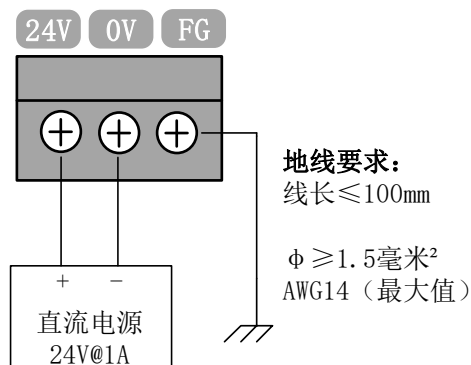 24V 0V FG
地线要求：
线长≤100mm
φ≥1.5毫米²
AWG14（最大值）
+ −
直流电源
24V@1A